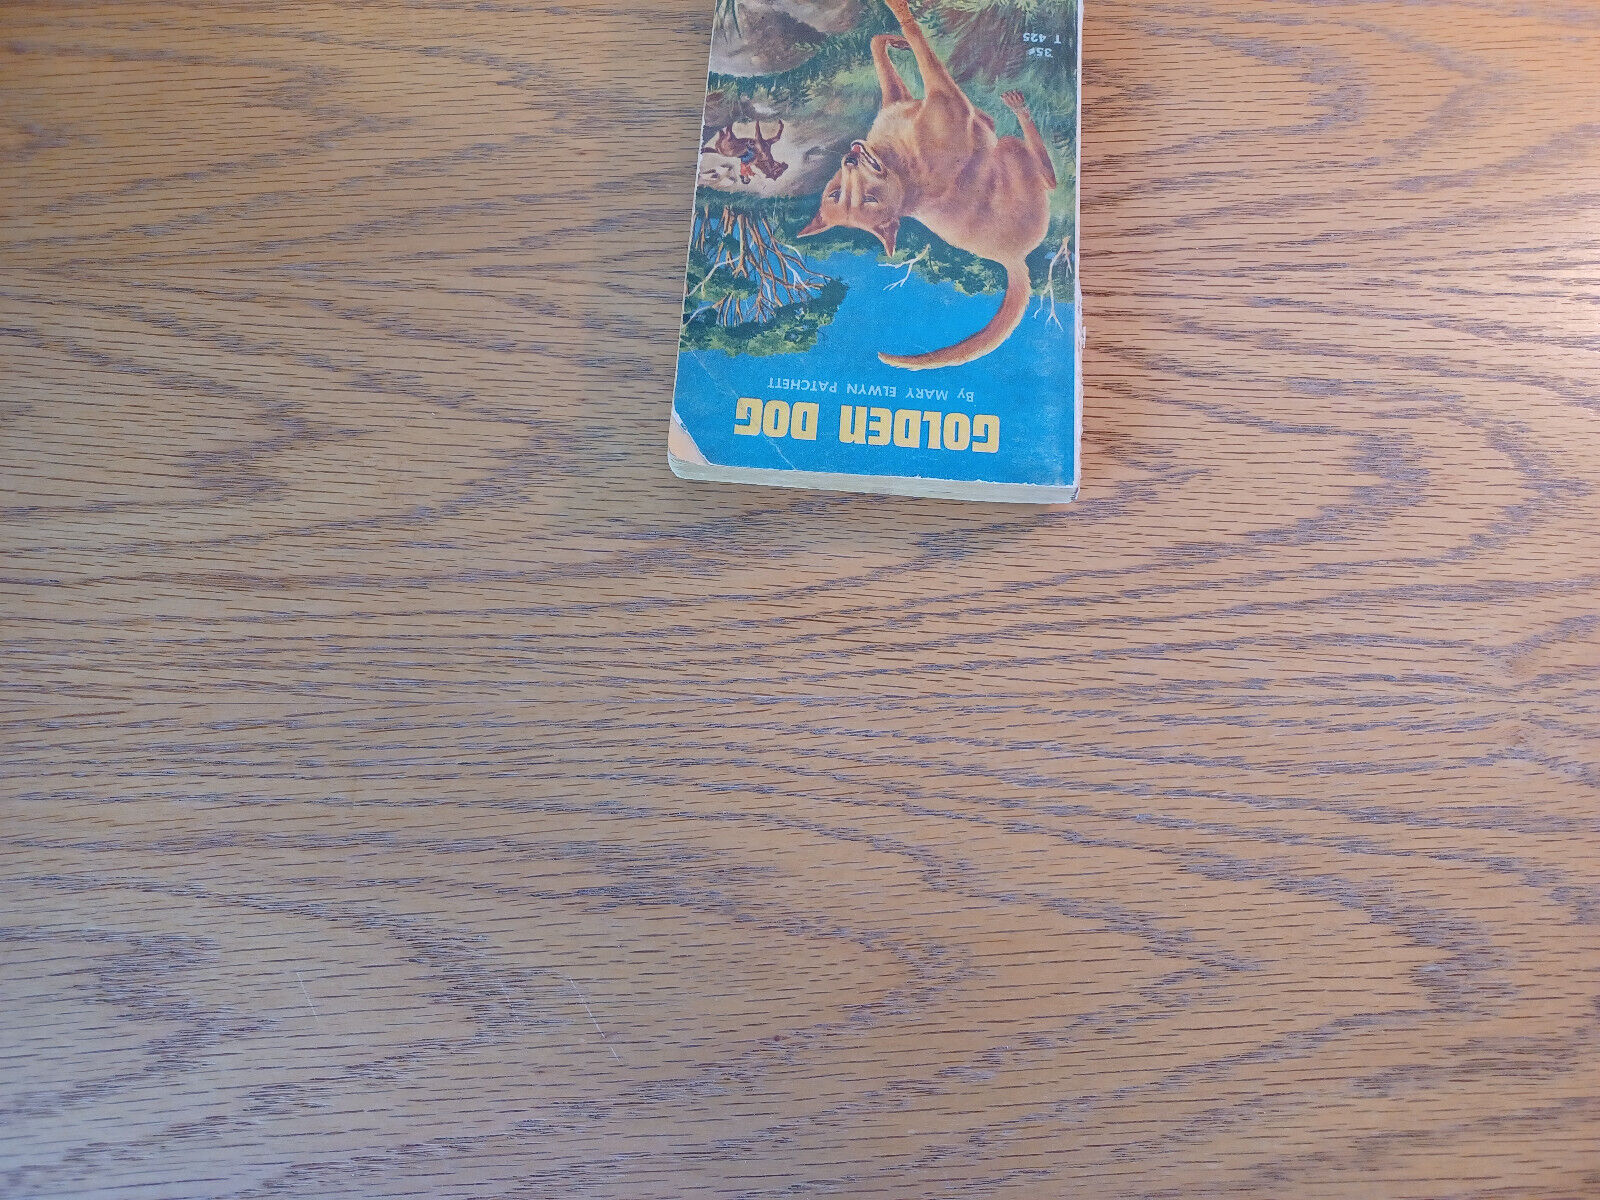 GOLDEN DOG
By MARY ELWYN PATCHETT
35¢
T 425